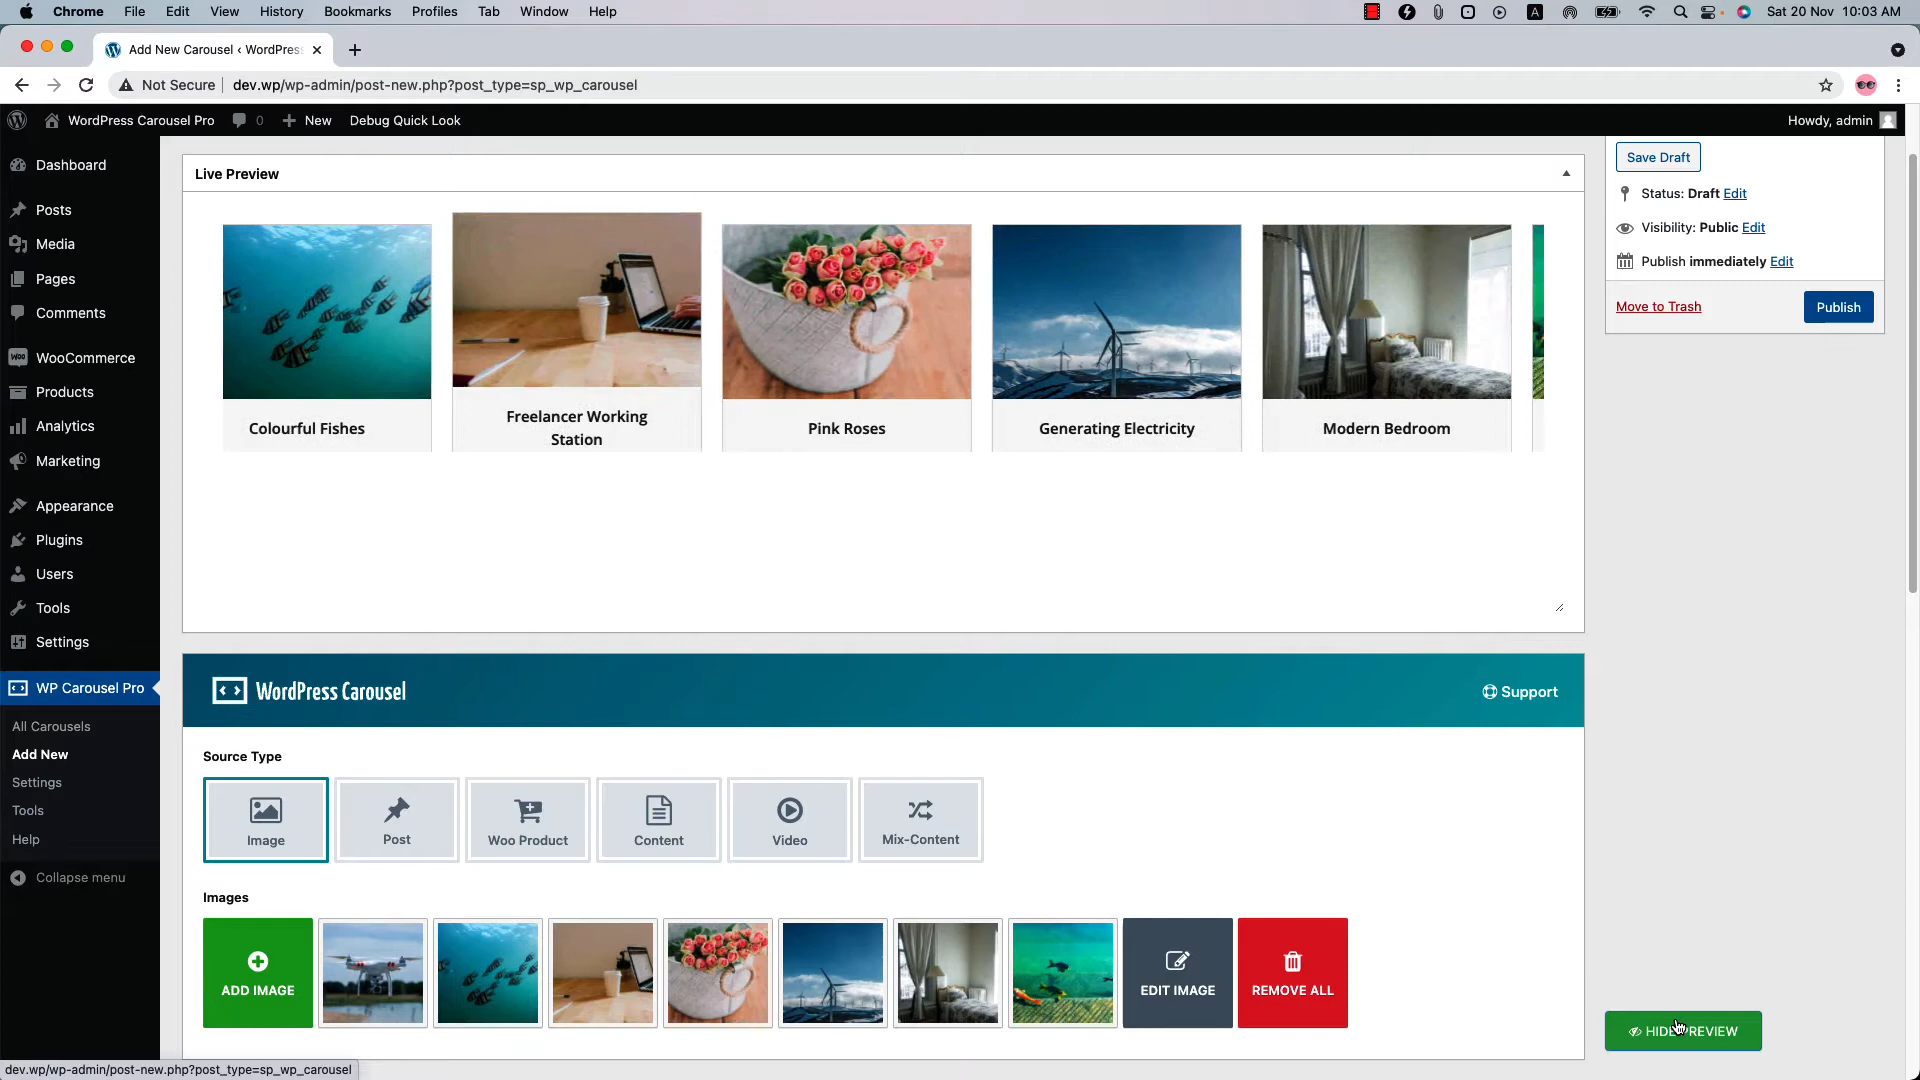 Chrome File Edit View History Bookmarks Profiles Tab Window Help
A
Sat 20 Nov 10:03 AM
Add New Carousel ‹ WordPress
Not Secure dev.wp/wp-admin/post-new.php?post_type=sp_wp_carousel
WordPress Carousel Pro 0 New Debug Quick Look
Howdy, admin
Dashboard
Posts
Media
Pages
Comments
WooCommerce
Products
Analytics
Marketing
Appearance
Plugins
Users
Tools
Settings
WP Carousel Pro
All Carousels
Add New
Settings
Tools
Help
Collapse menu
Live Preview
Colourful Fishes
Freelancer Working
Station
Pink Roses
Generating Electricity
Modern Bedroom
Save Draft
Status: Draft Edit
Visibility: Public Edit
Publish immediately Edit
Move to Trash
Publish
WordPress Carousel
Support
Source Type
Image
Post
Woo Product
Content
Video
Mix-Content
Images
ADD IMAGE
EDIT IMAGE
REMOVE ALL
HIDE PREVIEW
dev.wp/wp-admin/post-new.php?post_type=sp_wp_carousel